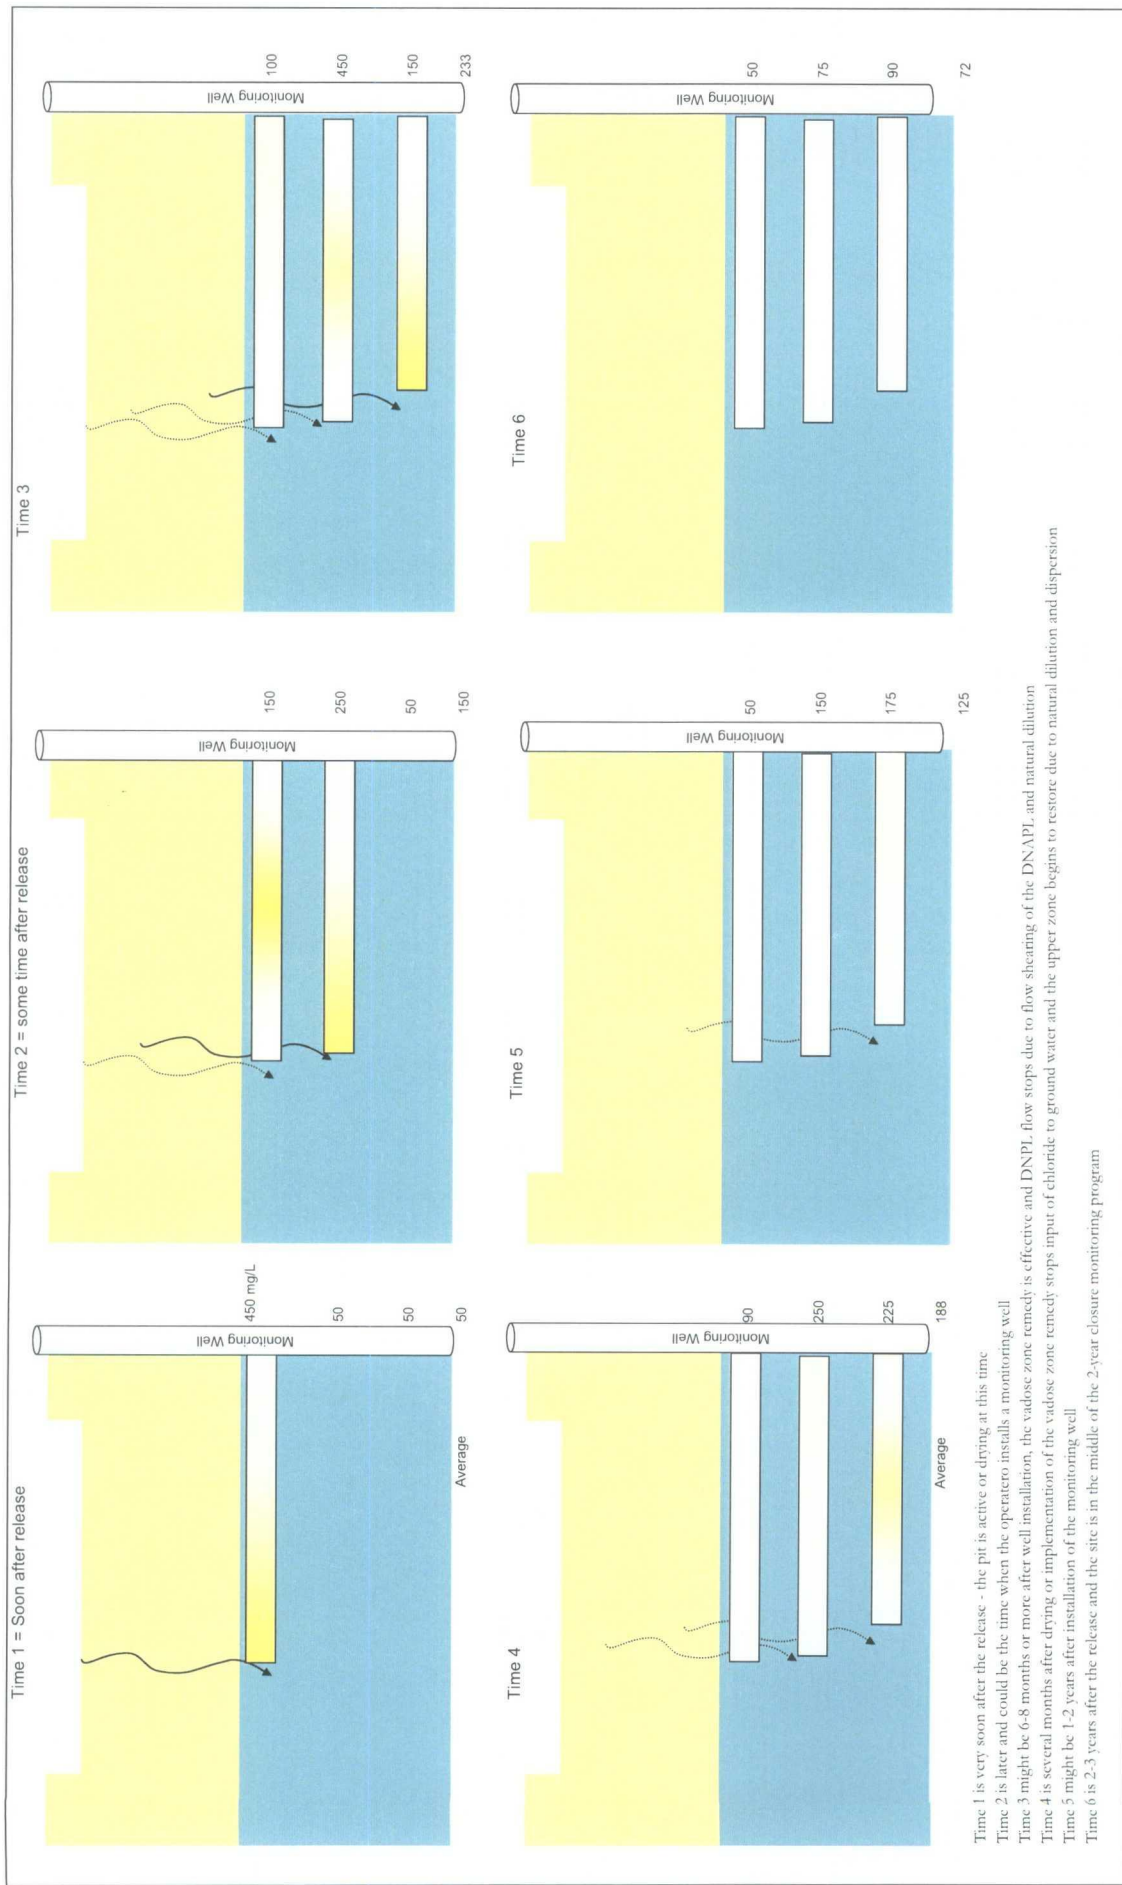 Time 1 = Soon after release
Monitoring Well
450 mg/L
50
50
Average
50
Time 2 = some time after release
Monitoring Well
150
250
50
150
Time 3
Monitoring Well
100
450
150
233
Time 4
Monitoring Well
90
250
225
Average
188
Time 5
Monitoring Well
50
150
175
125
Time 6
Monitoring Well
50
75
90
72
Time 1 is very soon after the release - the pit is active or drying at this time
Time 2 is later and could be the time when the operatero installs a monitoring well
Time 3 might be 6-8 months or more after well installation, the vadose zone remedy is effective and DNPL flow stops due to flow shearing of the DNAPL and natural dilution
Time 4 is several months after drying or implementation of the vadose zone remedy stops input of chloride to ground water and the upper zone begins to restore due to natural dilution and dispersion
Time 5 might be 1-2 years after installation of the monitoring well
Time 6 is 2-3 years after the release and the site is in the middle of the 2-year closure monitoring program